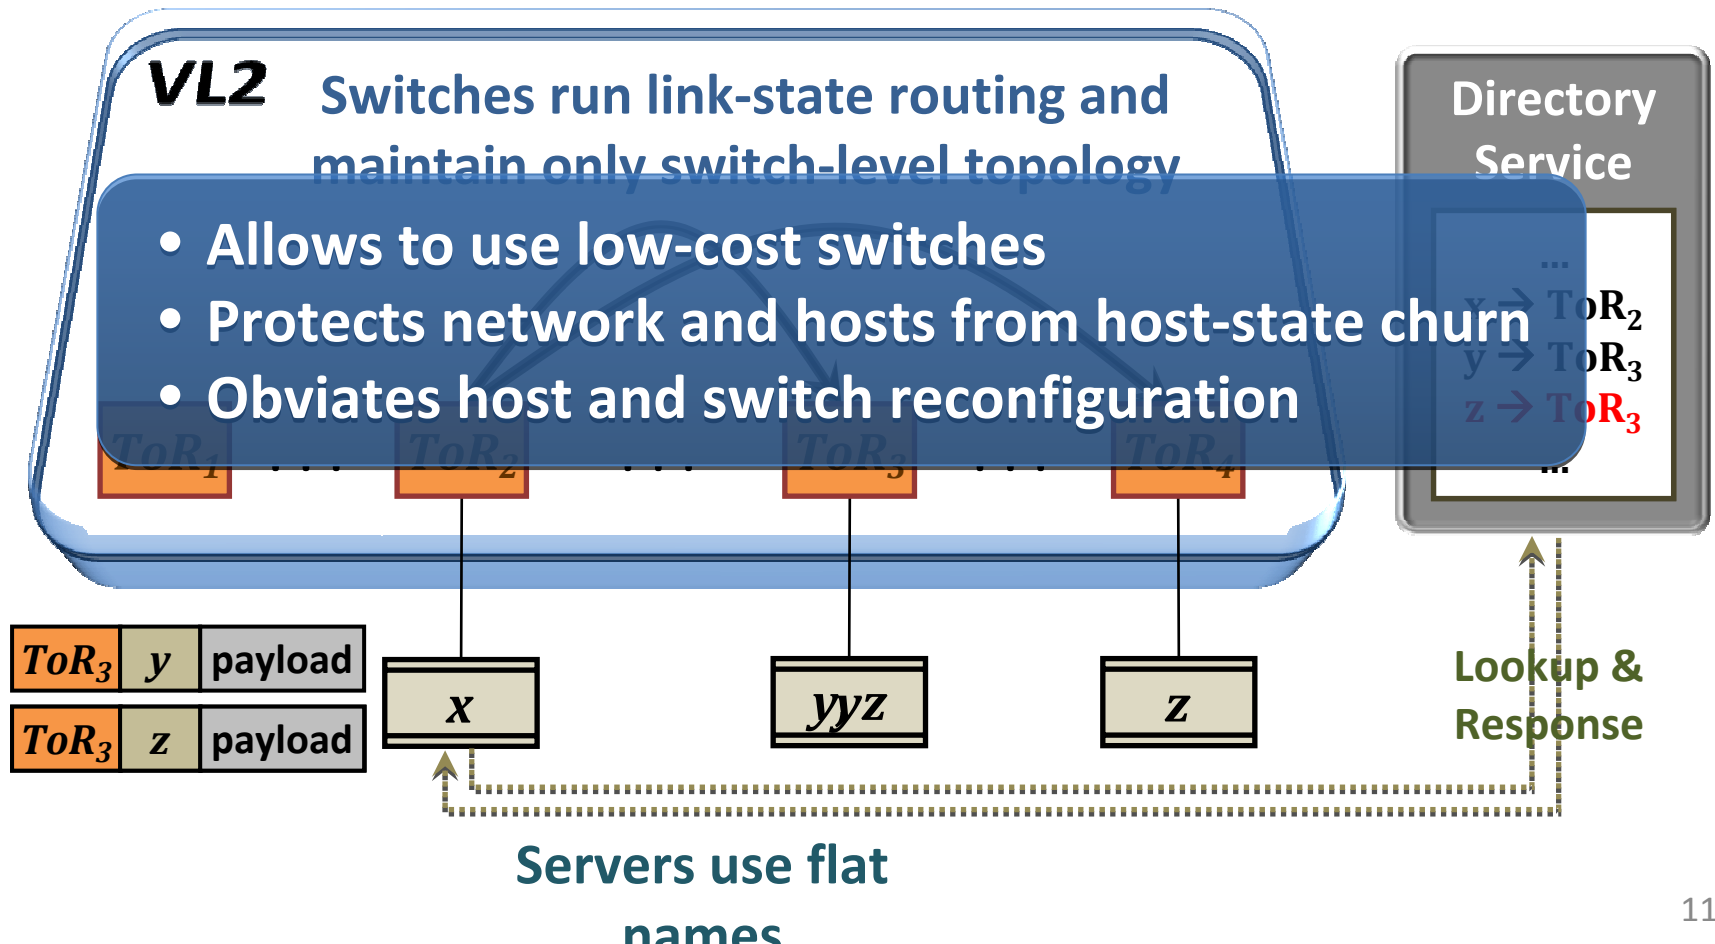 VL2
Switches run link-state routing and
maintain only switch-level topology
Directory
Service
• Allows to use low-cost switches
• Protects network and hosts from host-state churn
• Obviates host and switch reconfiguration
...
x → ToR2
y → ToR3
z → ToR3
...
ToR1 . . . ToR2 . . . ToR3 . . . ToR4
ToR3 y payload
ToR3 z payload
x
yyz
z
Lookup &
Response
Servers use flat
names
11